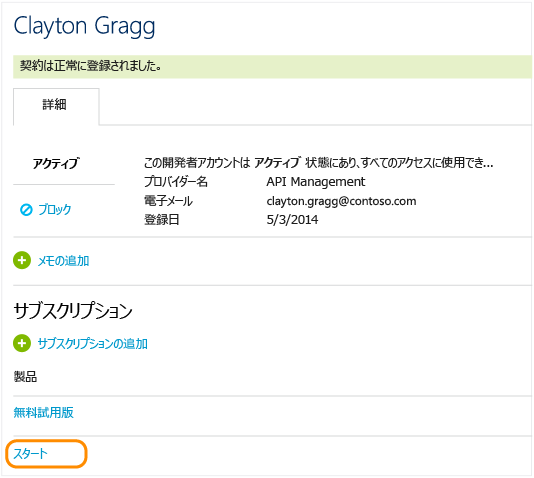 Clayton Gragg
契約は正常に登録されました。
詳細
アクティブ
この開発者アカウントは アクティブ 状態にあり、すべてのアクセスに使用でき...
プロバイダー名 API Management
ブロック
電子メール clayton.gragg@contoso.com
登録日 5/3/2014
メモの追加
サブスクリプション
サブスクリプションの追加
製品
無料試用版
スタート